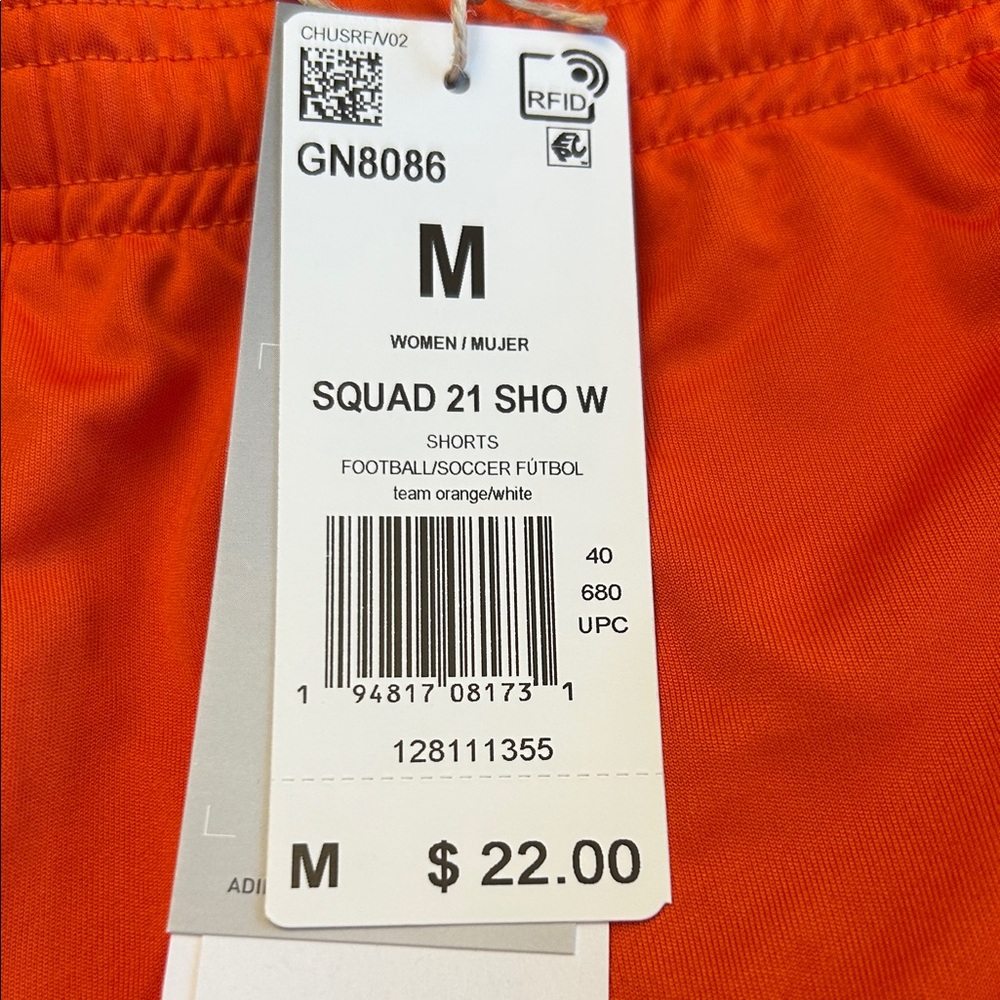 CHUSRF/V02
RFID
GN8086
M
WOMEN / MUJER
SQUAD 21 SHO W
SHORTS
FOOTBALL/SOCCER FÚTBOL
team orange/white
40
680
UPC
1 94817 08173 1
128111355
M $ 22.00